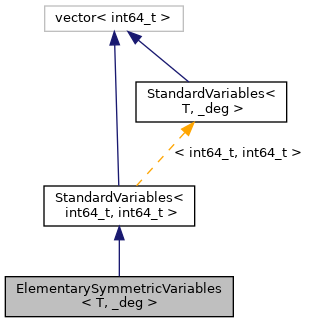 vector< int64_t >
StandardVariables<
T, _deg >
< int64_t, int64_t >
StandardVariables<
int64_t, int64_t >
ElementarySymmetricVariables
< T, _deg >